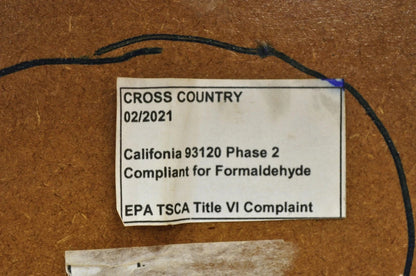 CROSS COUNTRY
02/2021
Califonia 93120 Phase 2
Compliant for Formaldehyde
EPA TSCA Title VI Complaint